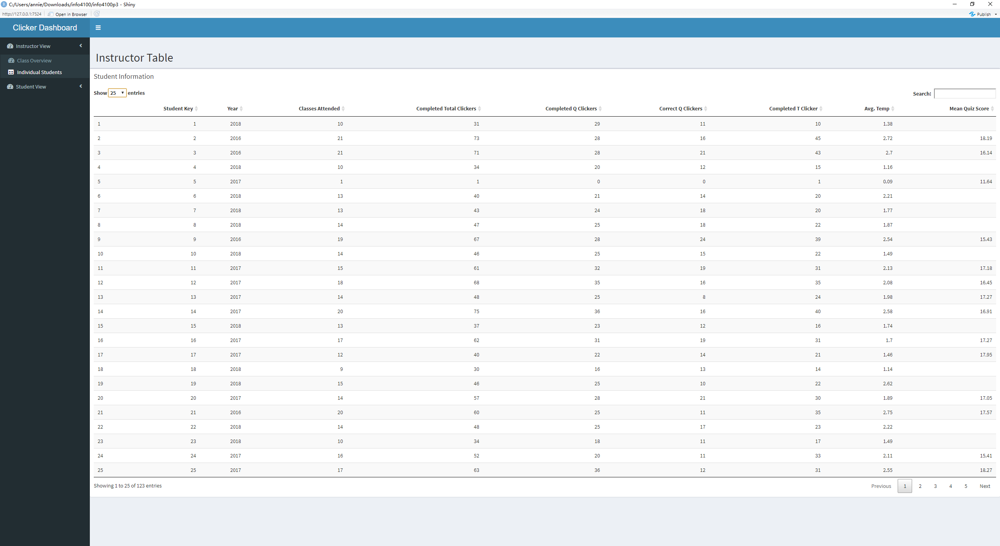 C:/Users/annie/Downloads/info4100/info4100p3 - Shiny
http://127.0.0.1:7524 Open in Browser Publish
Clicker Dashboard
Instructor View
Class Overview
Individual Students
Student View
Instructor Table
Student Information
Show 25 entries Search:
Student Key Year Classes Attended Completed Total Clickers Completed Q Clickers Correct Q Clickers Completed T Clicker Avg. Temp Mean Quiz Score
1 1 2018 10 31 29 11 10 1.38
2 2 2016 21 73 28 16 45 2.72 18.19
3 3 2016 21 71 28 21 43 2.7 16.14
4 4 2018 10 34 20 12 15 1.16
5 5 2017 1 1 0 0 1 0.09 11.64
6 6 2018 13 40 21 14 20 2.21
7 7 2018 13 43 24 18 20 1.77
8 8 2018 14 47 25 18 22 1.87
9 9 2016 19 67 28 24 39 2.54 15.43
10 10 2018 14 46 25 15 22 1.49
11 11 2017 15 61 32 19 31 2.13 17.18
12 12 2017 18 68 35 16 35 2.08 16.45
13 13 2017 14 48 25 8 24 1.98 17.27
14 14 2017 20 75 36 16 40 2.58 16.91
15 15 2018 13 37 23 12 16 1.74
16 16 2017 17 62 31 19 31 1.7 17.27
17 17 2017 12 40 22 14 21 1.46 17.95
18 18 2018 9 30 16 13 14 1.14
19 19 2018 15 46 25 10 22 2.62
20 20 2017 14 57 28 21 30 1.89 17.05
21 21 2016 20 60 25 11 35 2.75 17.57
22 22 2018 14 48 25 17 23 2.22
23 23 2018 10 34 18 11 17 1.49
24 24 2017 16 52 20 11 33 2.11 15.41
25 25 2017 17 63 36 12 31 2.55 18.27
Showing 1 to 25 of 123 entries Previous 1 2 3 4 5 Next